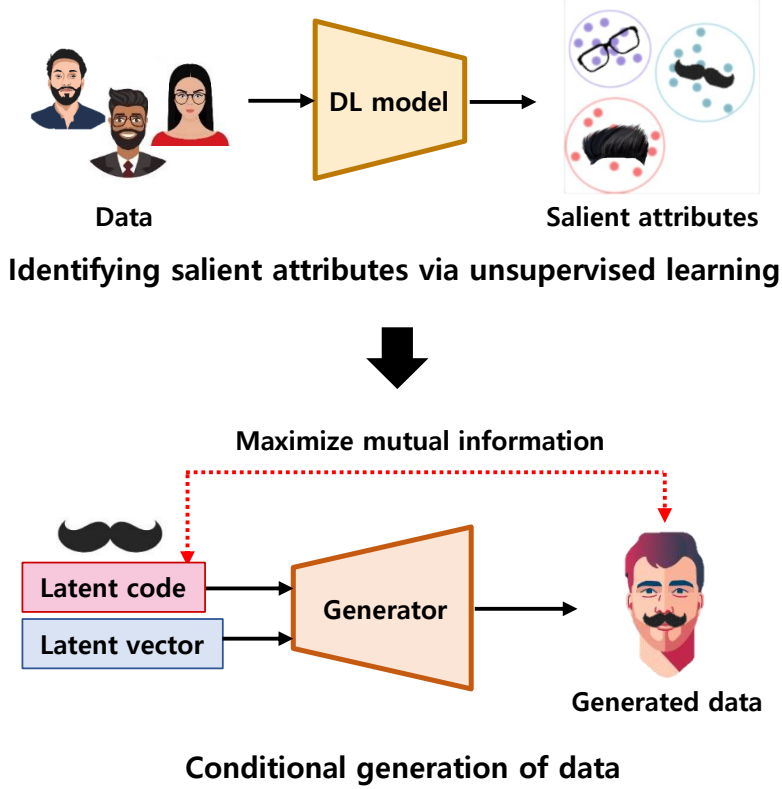 DL model
Data
Salient attributes
Identifying salient attributes via unsupervised learning
Maximize mutual information
Latent code
Generator
Latent vector
Generated data
Conditional generation of data